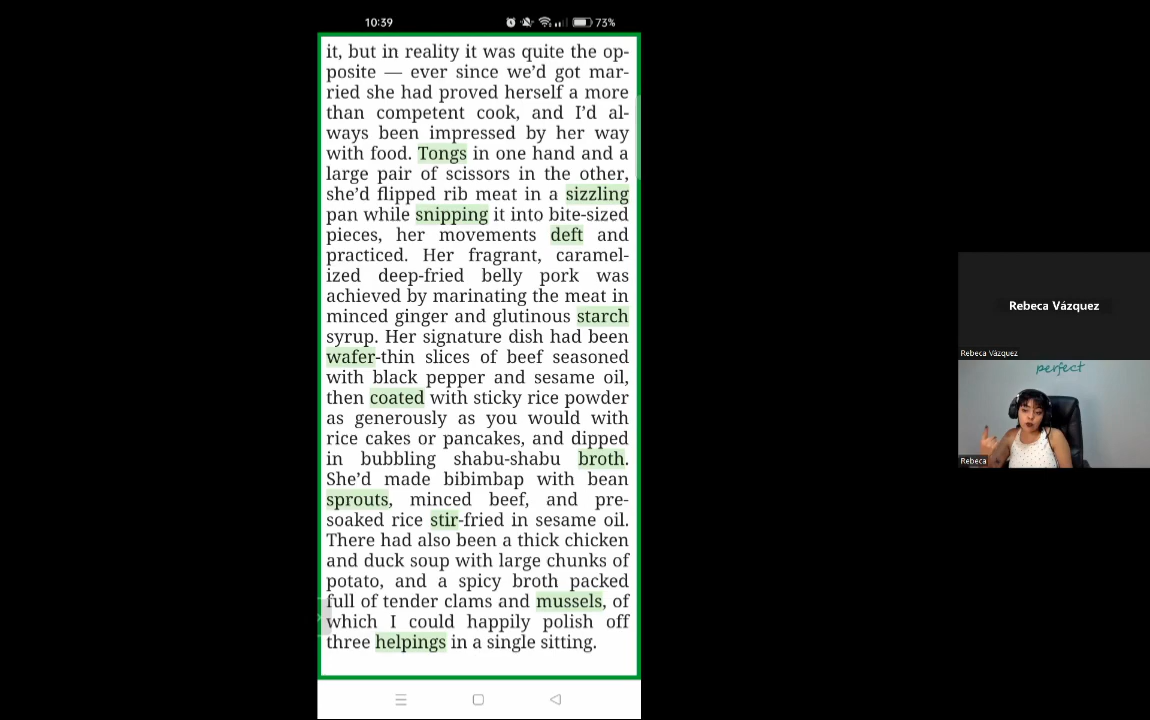 10:39
73%
it, but in reality it was quite the op-
posite — ever since we’d got mar-
ried she had proved herself a more
than competent cook, and I’d al-
ways been impressed by her way
with food. Tongs in one hand and a
large pair of scissors in the other,
she’d flipped rib meat in a sizzling
pan while snipping it into bite-sized
pieces, her movements deft and
practiced. Her fragrant, caramel-
ized deep-fried belly pork was
achieved by marinating the meat in
minced ginger and glutinous starch
syrup. Her signature dish had been
wafer-thin slices of beef seasoned
with black pepper and sesame oil,
then coated with sticky rice powder
as generously as you would with
rice cakes or pancakes, and dipped
in bubbling shabu-shabu broth.
She’d made bibimbap with bean
sprouts, minced beef, and pre-
soaked rice stir-fried in sesame oil.
There had also been a thick chicken
and duck soup with large chunks of
potato, and a spicy broth packed
full of tender clams and mussels, of
which I could happily polish off
three helpings in a single sitting.
Rebeca Vázquez
Rebeca Vázquez
perfect
Rebeca